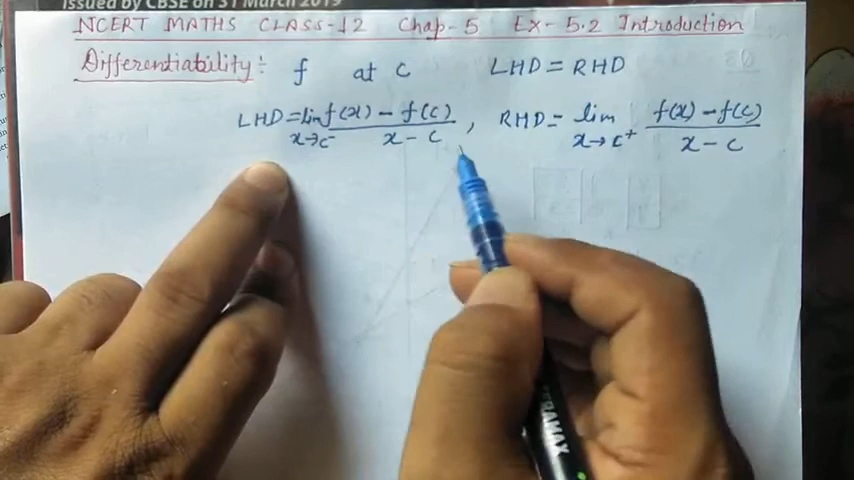 issued by CBSE on 31 March 2019
NCERT MATHS CLASS-12 Chap-5 Ex-5.2 Introduction
Differentiability: f at c LHD = RHD
LHD = lim x→c⁻ f(x) - f(c) / x - c , RHD = lim x→c⁺ f(x) - f(c) / x - c